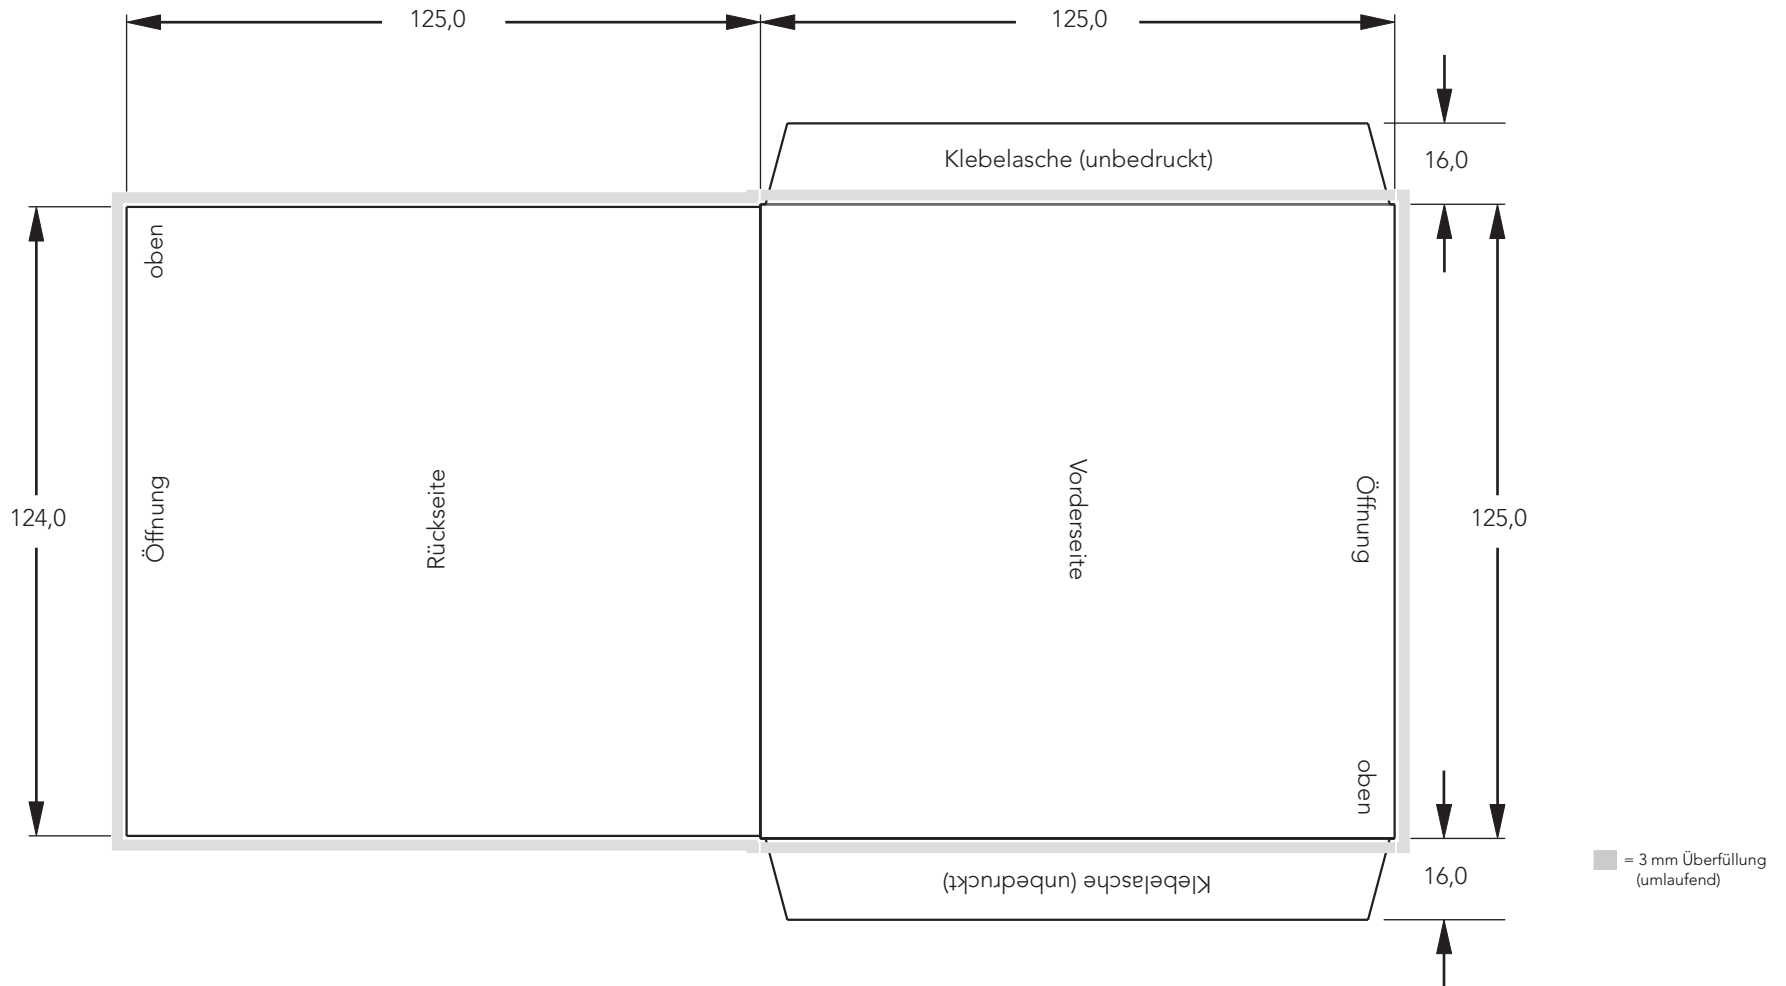 125,0
125,0
Klebelasche (unbedruckt)
16,0
oben
Öffnung
Rückseite
Vorderseite
Öffnung
124,0
125,0
oben
Klebelasche (unbedruckt)
16,0
= 3 mm Überfüllung
(umlaufend)